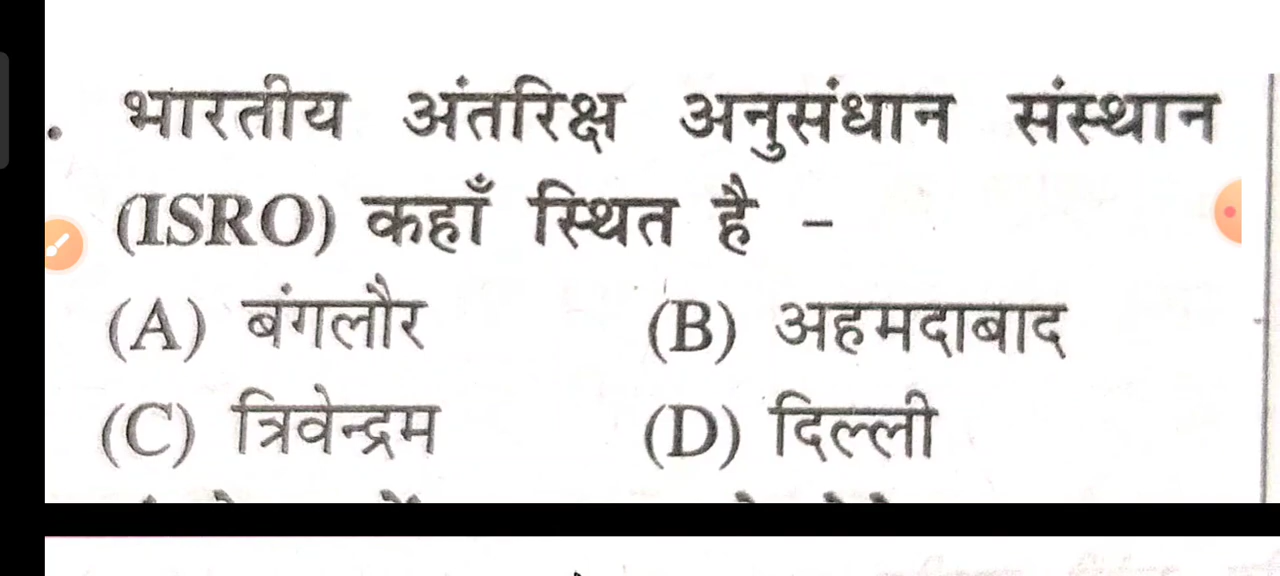 . भारतीय अंतरिक्ष अनुसंधान संस्थान
(ISRO) कहाँ स्थित है –
(A) बंगलौर (B) अहमदाबाद
(C) त्रिवेन्द्रम (D) दिल्ली